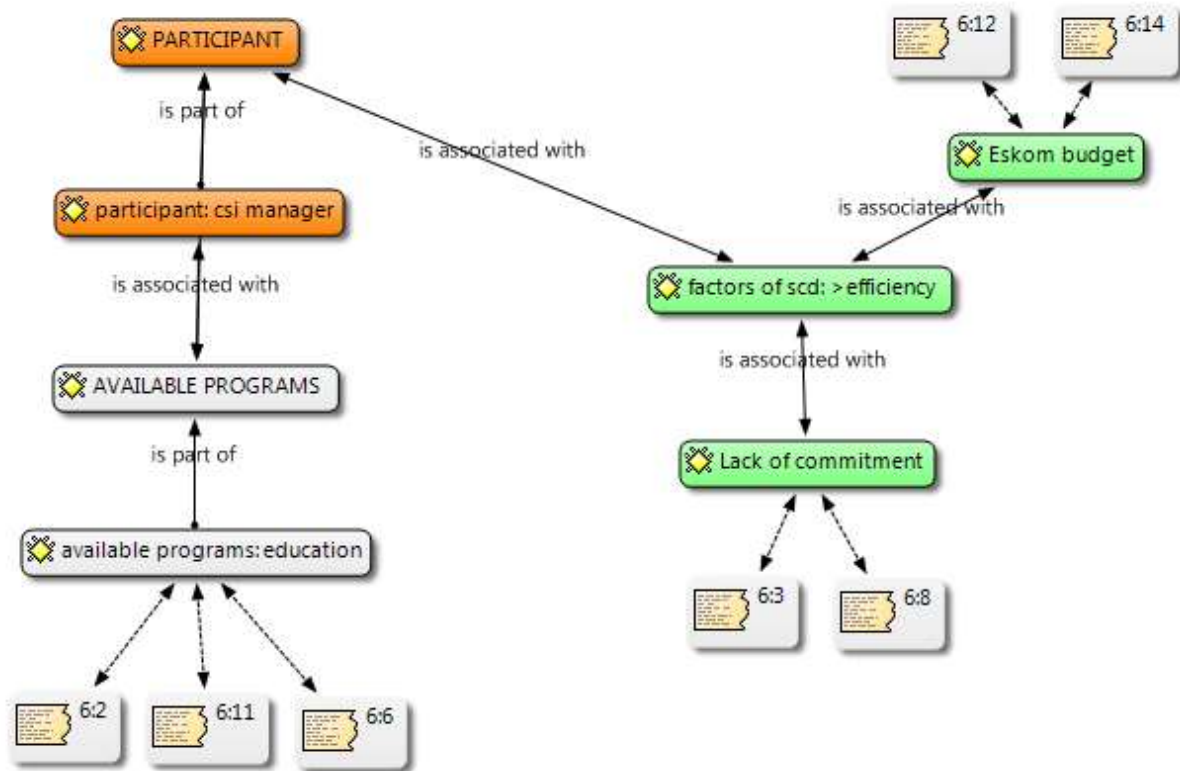 PARTICIPANT
6:12
6:14
is part of
is associated with
Eskom budget
participant: csi manager
is associated with
is associated with
factors of scd: >efficiency
is associated with
AVAILABLE PROGRAMS
is part of
Lack of commitment
available programs: education
6:3
6:8
6:2
6:11
6:6